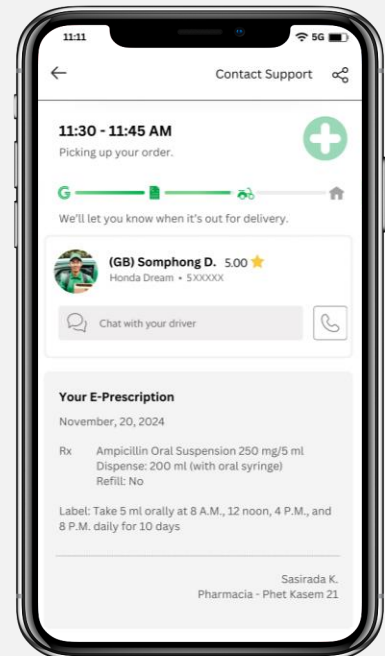 11:11
5G
Contact Support
11:30 - 11:45 AM
Picking up your order.
G
We'll let you know when it's out for delivery.
(GB) Somphong D. 5.00
Honda Dream • 5XXXXX
Chat with your driver
Your E-Prescription
November, 20, 2024
Rx Ampicillin Oral Suspension 250 mg/5 ml
Dispense: 200 ml (with oral syringe)
Refill: No
Label: Take 5 ml orally at 8 A.M., 12 noon, 4 P.M., and
8 P.M. daily for 10 days
Sasirada K.
Pharmacia - Phet Kasem 21